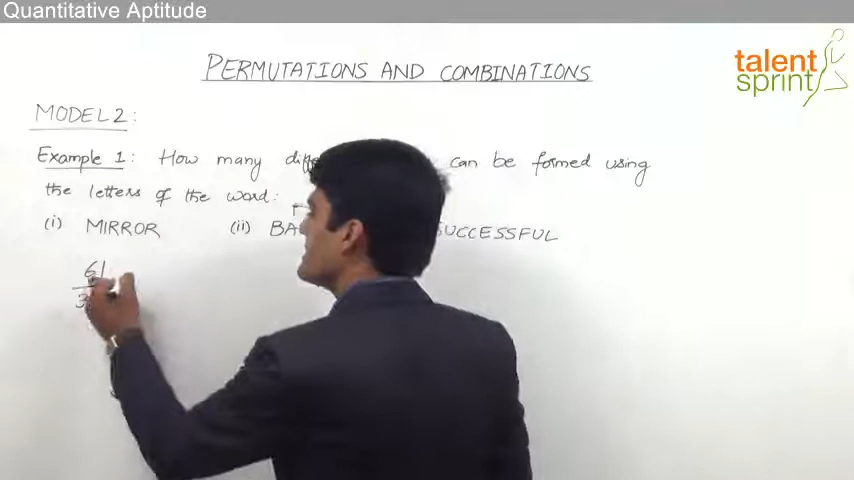 Quantitative Aptitude
talent
sprint
PERMUTATIONS AND COMBINATIONS
MODEL 2:
Example 1: How many can be formed using
the letters of the word:
(i) MIRROR (ii) SUCCESSFUL
6!
3